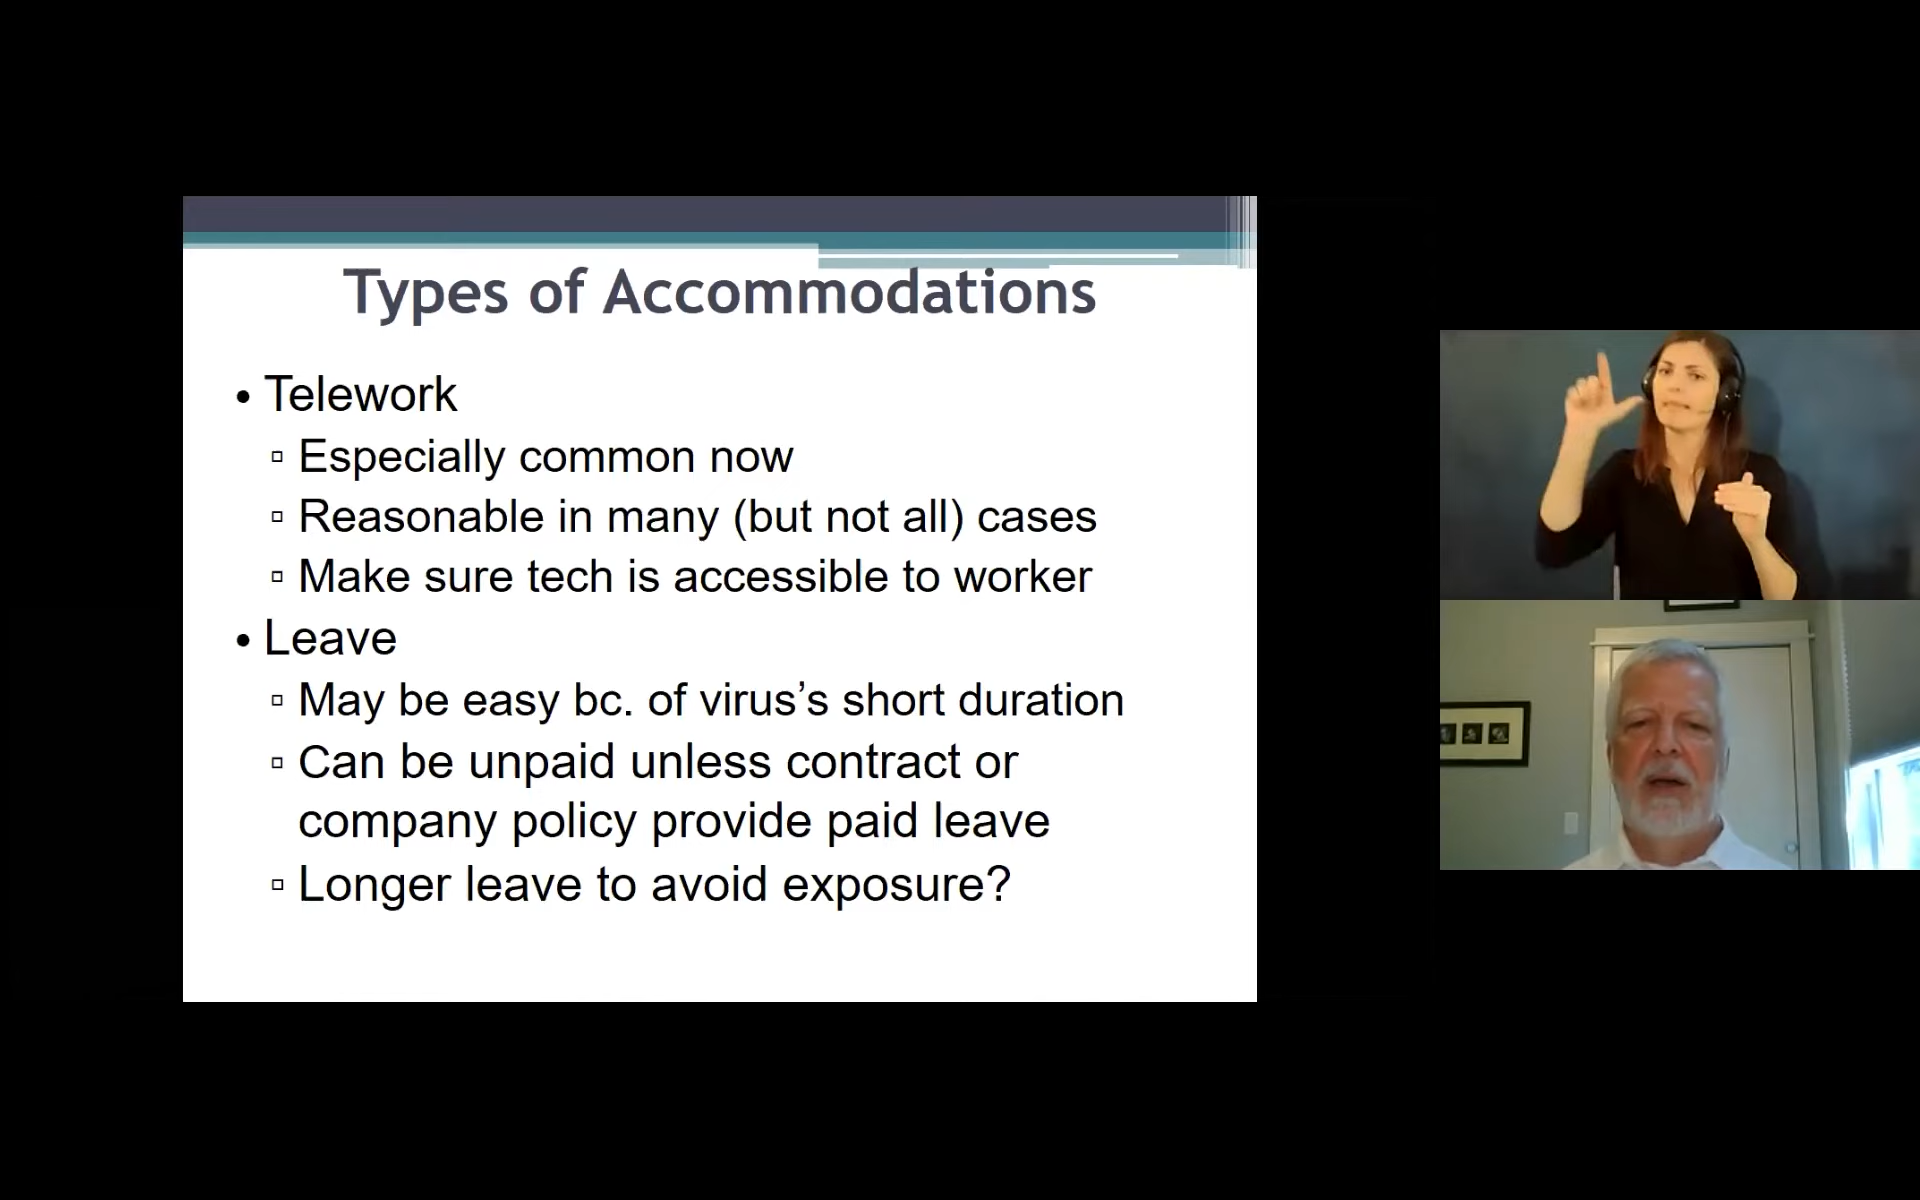 Types of Accommodations
• Telework
▫ Especially common now
▫ Reasonable in many (but not all) cases
▫ Make sure tech is accessible to worker
• Leave
▫ May be easy bc. of virus’s short duration
▫ Can be unpaid unless contract or
company policy provide paid leave
▫ Longer leave to avoid exposure?